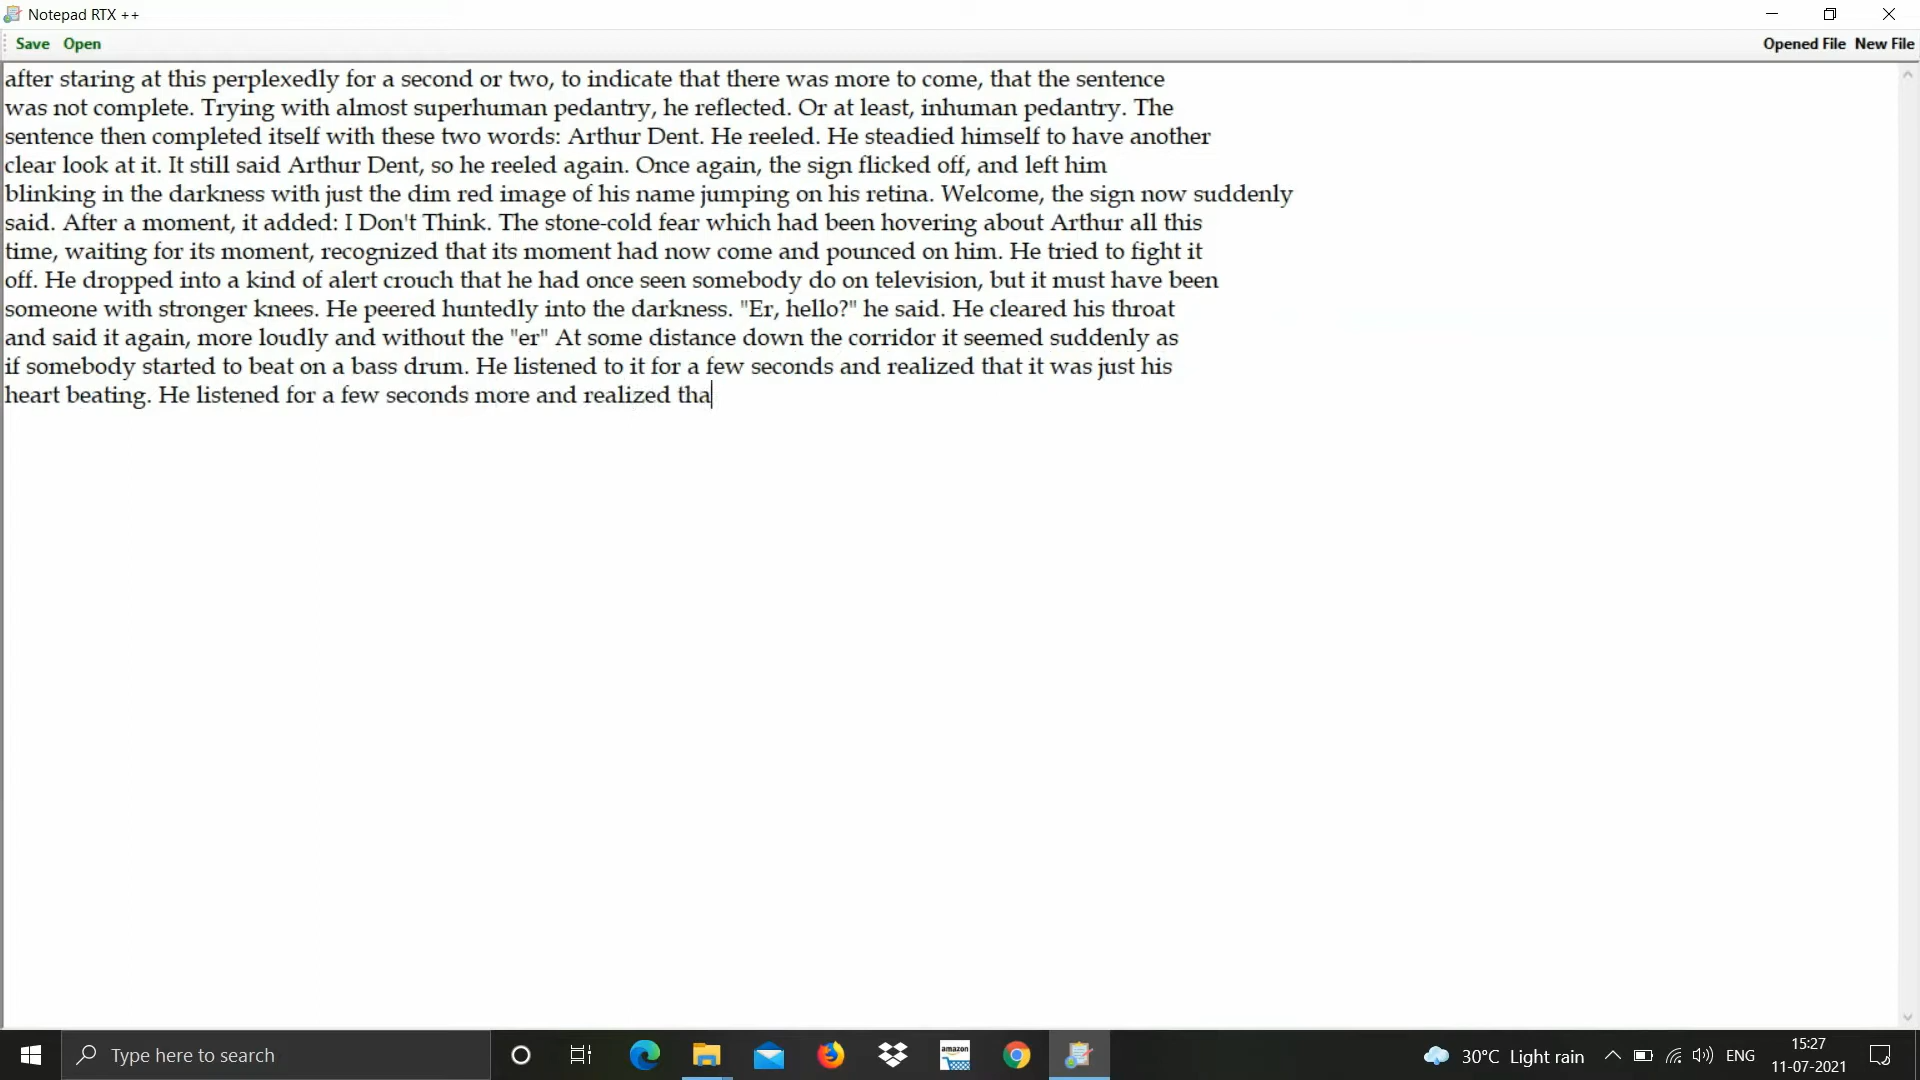 Notepad RTX ++
Save Open Opened File New File
after staring at this perplexedly for a second or two, to indicate that there was more to come, that the sentence
was not complete. Trying with almost superhuman pedantry, he reflected. Or at least, inhuman pedantry. The
sentence then completed itself with these two words: Arthur Dent. He reeled. He steadied himself to have another
clear look at it. It still said Arthur Dent, so he reeled again. Once again, the sign flicked off, and left him
blinking in the darkness with just the dim red image of his name jumping on his retina. Welcome, the sign now suddenly
said. After a moment, it added: I Don't Think. The stone-cold fear which had been hovering about Arthur all this
time, waiting for its moment, recognized that its moment had now come and pounced on him. He tried to fight it
off. He dropped into a kind of alert crouch that he had once seen somebody do on television, but it must have been
someone with stronger knees. He peered huntedly into the darkness. "Er, hello?" he said. He cleared his throat
and said it again, more loudly and without the "er" At some distance down the corridor it seemed suddenly as
if somebody started to beat on a bass drum. He listened to it for a few seconds and realized that it was just his
heart beating. He listened for a few seconds more and realized tha
Type here to search
amazon
30°C Light rain
ENG
15:27
11-07-2021